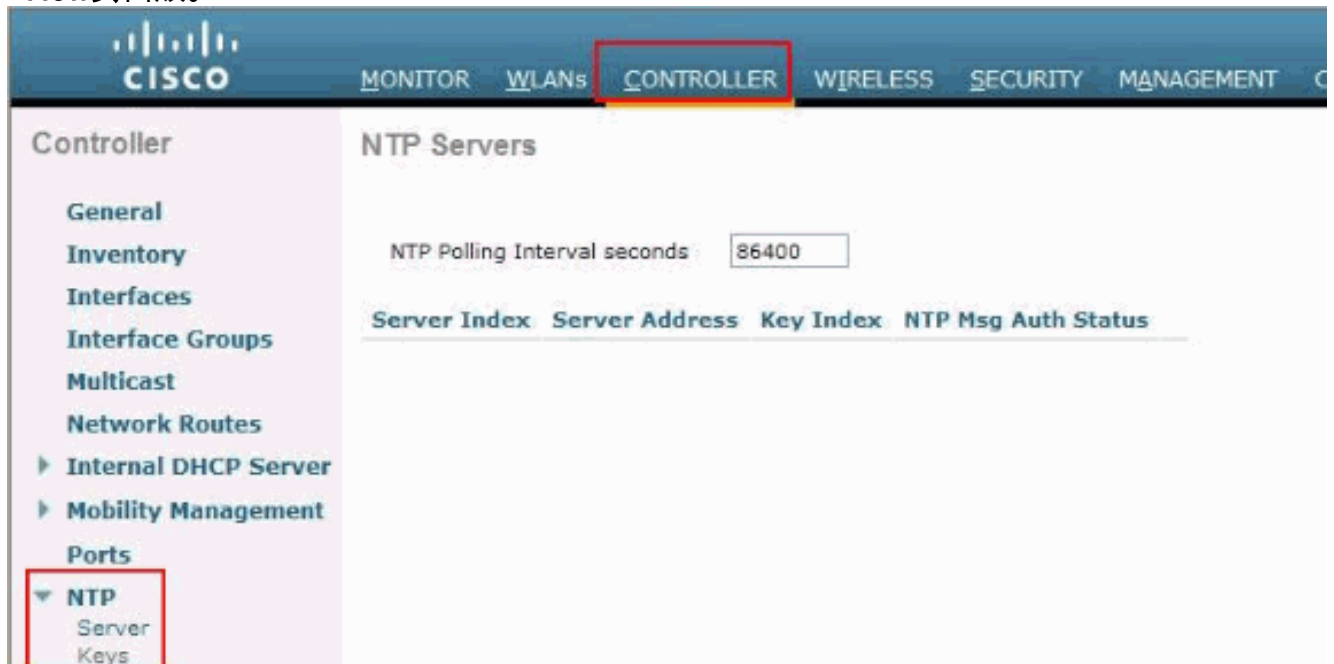 CISCO
MONITOR WLANs CONTROLLER WIRELESS SECURITY MANAGEMENT C
Controller
General
Inventory
Interfaces
Interface Groups
Multicast
Network Routes
Internal DHCP Server
Mobility Management
Ports
NTP
Server
Keys
NTP Servers
NTP Polling Interval seconds 86400
Server Index Server Address Key Index NTP Msg Auth Status